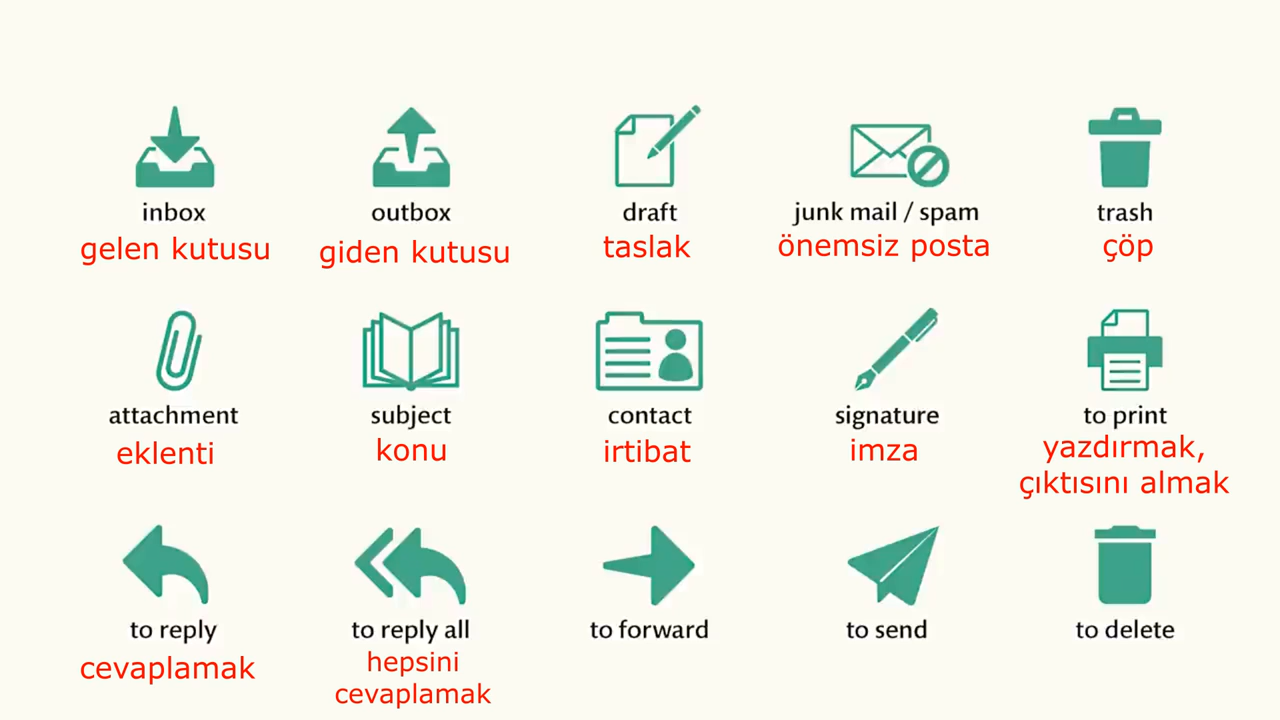 inbox
outbox
draft
junk mail / spam
trash
gelen kutusu
giden kutusu
taslak
önemsiz posta
çöp
attachment
subject
contact
signature
to print
eklenti
konu
irtibat
imza
yazdırmak,
çıktısını almak
to reply
to reply all
to forward
to send
to delete
cevaplamak
hepsini
cevaplamak